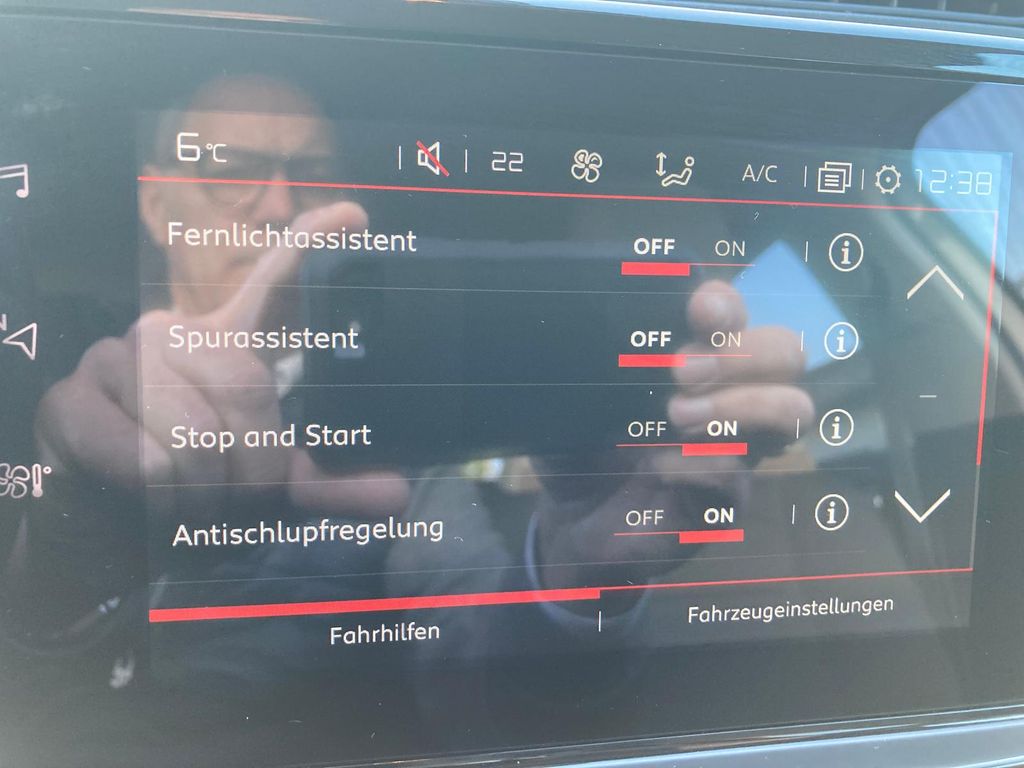 6°C 22 A/C 12:38
Fernlichtassistent OFF ON i
Spurassistent OFF ON i
Stop and Start OFF ON i
Antischlupfregelung OFF ON i
Fahrhilfen Fahrzeugeinstellungen